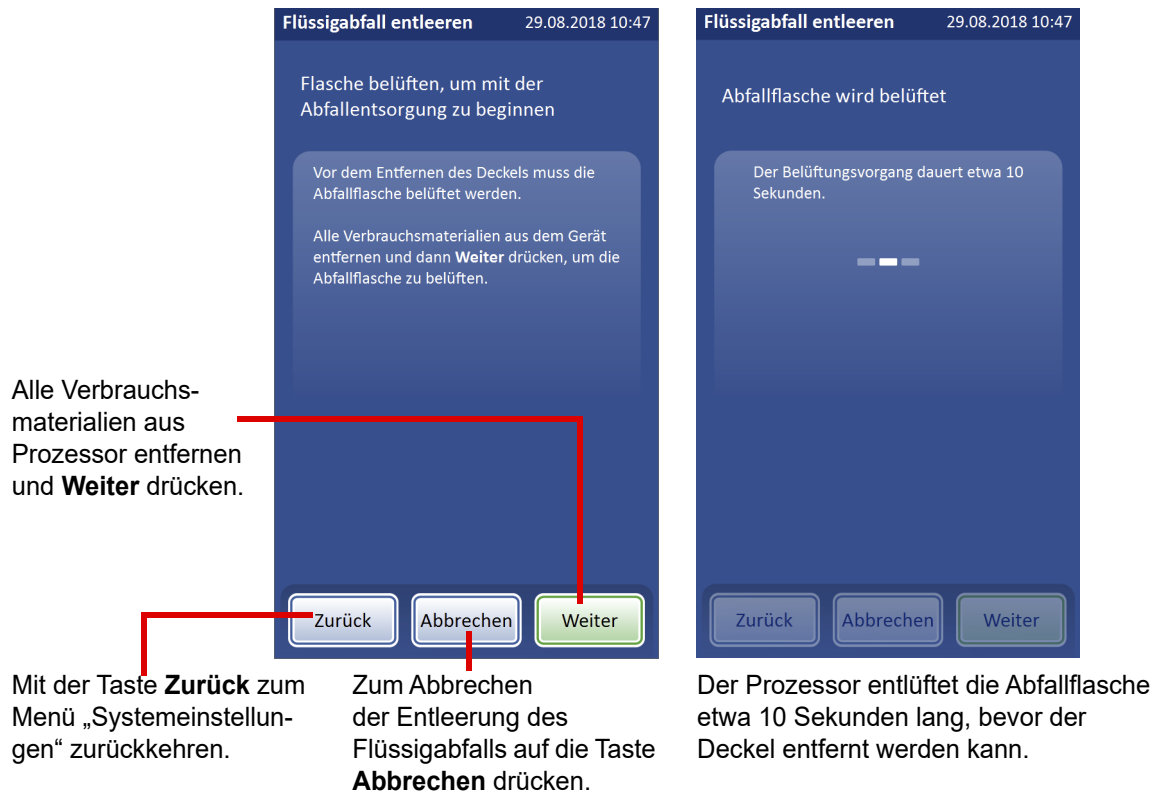 Flüssigabfall entleeren 29.08.2018 10:47
Flasche belüften, um mit der
Abfallentsorgung zu beginnen
Vor dem Entfernen des Deckels muss die
Abfallflasche belüftet werden.
Alle Verbrauchsmaterialien aus dem Gerät
entfernen und dann Weiter drücken, um die
Abfallflasche zu belüften.
Zurück Abbrechen Weiter
Flüssigabfall entleeren 29.08.2018 10:47
Abfallflasche wird belüftet
Der Belüftungsvorgang dauert etwa 10
Sekunden.
Zurück Abbrechen Weiter
Alle Verbrauchs-
materialien aus
Prozessor entfernen
und Weiter drücken.
Mit der Taste Zurück zum
Menü „Systemeinstellun-
gen“ zurückkehren.
Zum Abbrechen
der Entleerung des
Flüssigabfalls auf die Taste
Abbrechen drücken.
Der Prozessor entlüftet die Abfallflasche
etwa 10 Sekunden lang, bevor der
Deckel entfernt werden kann.